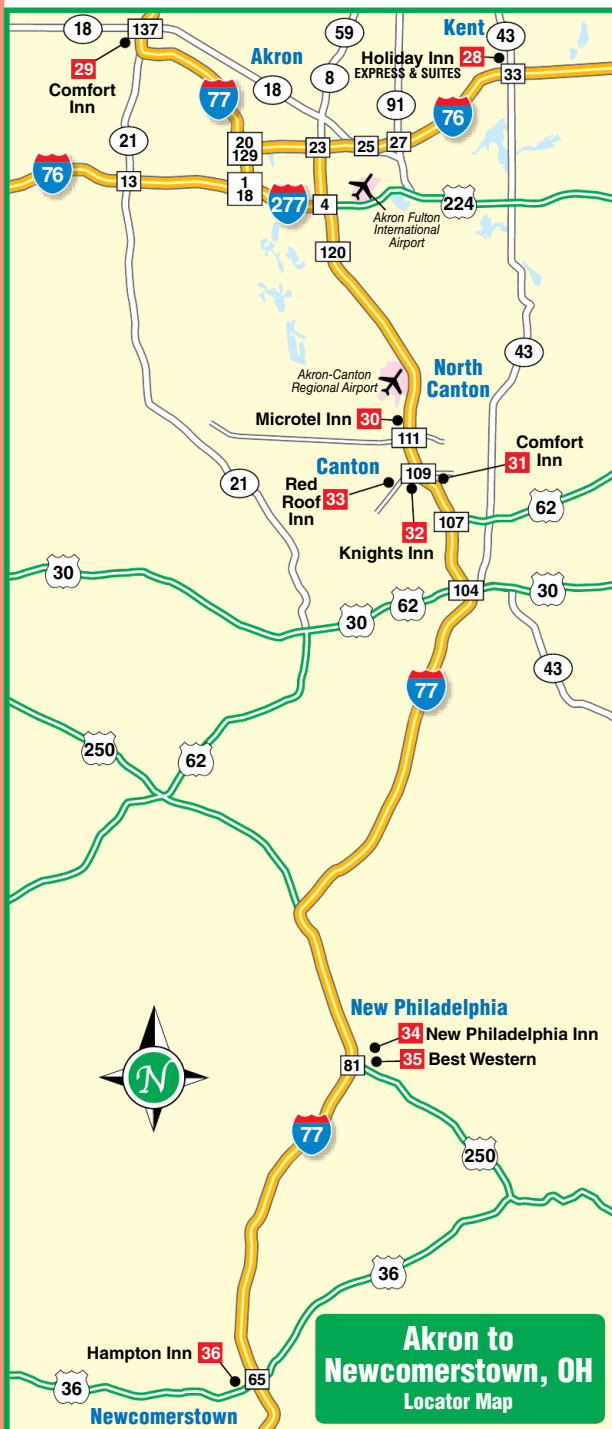 18
137
59
Kent
43
29
Comfort
Inn
Akron
8
Holiday Inn 28
EXPRESS & SUITES
33
77
18
91
76
21
20
129
23
25
27
76
13
1
18
277
4
224
Akron Fulton
International
Airport
120
43
Akron-Canton
Regional Airport
North
Canton
Microtel Inn 30
111
Comfort
Inn
31
Canton
109
21
Red
Roof
Inn
33
32
Knights Inn
107
62
30
104
30
62
30
43
77
250
62
New Philadelphia
34 New Philadelphia Inn
35 Best Western
81
N
77
250
36
Hampton Inn 36
65
36
Newcomerstown
Akron to
Newcomerstown, OH
Locator Map